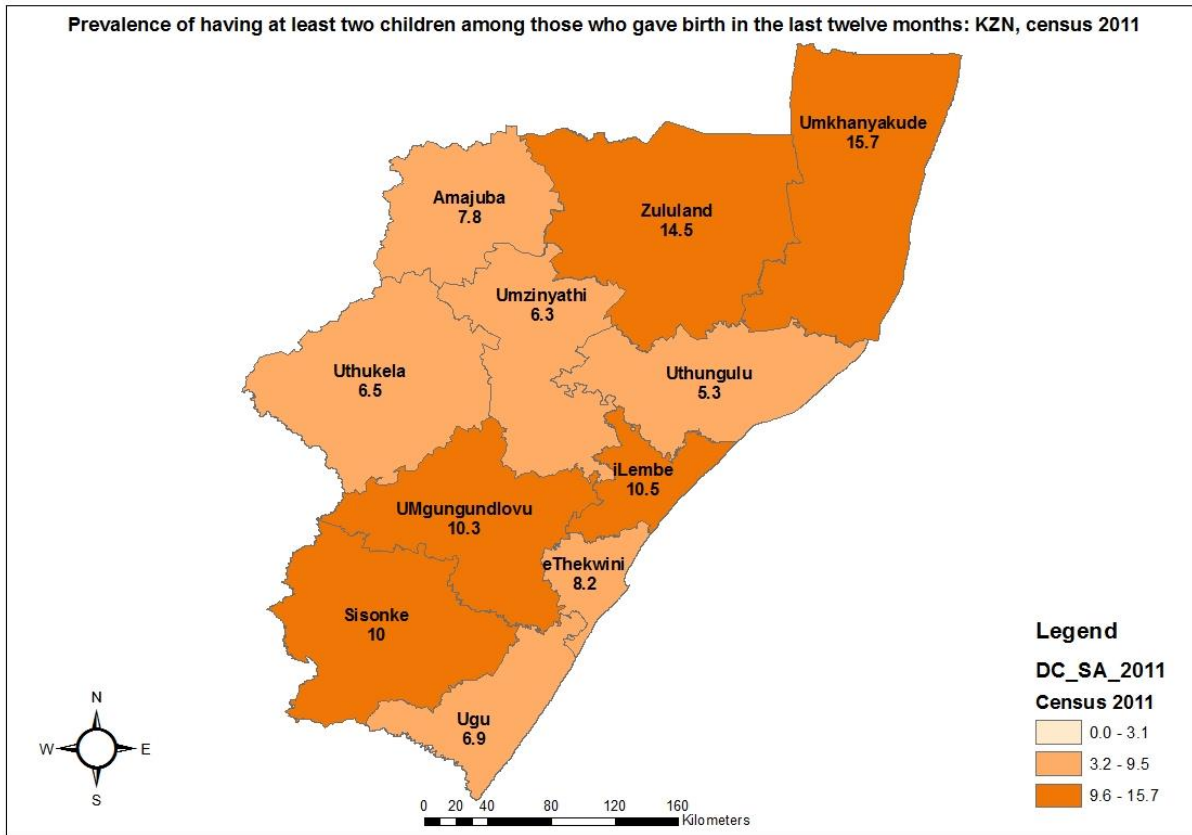 Prevalence of having at least two children among those who gave birth in the last twelve months: KZN, census 2011
Umkhanyakude
15.7
Amajuba
7.8
Zululand
14.5
Umzinyathi
6.3
Uthukela
6.5
Uthungulu
5.3
iLembe
10.5
UMgungundlovu
10.3
eThekwini
8.2
Sisonke
10
Ugu
6.9
N
W
E
S
Legend
DC_SA_2011
Census 2011
0.0 - 3.1
3.2 - 9.5
9.6 - 15.7
0 20 40 80 120 160
Kilometers